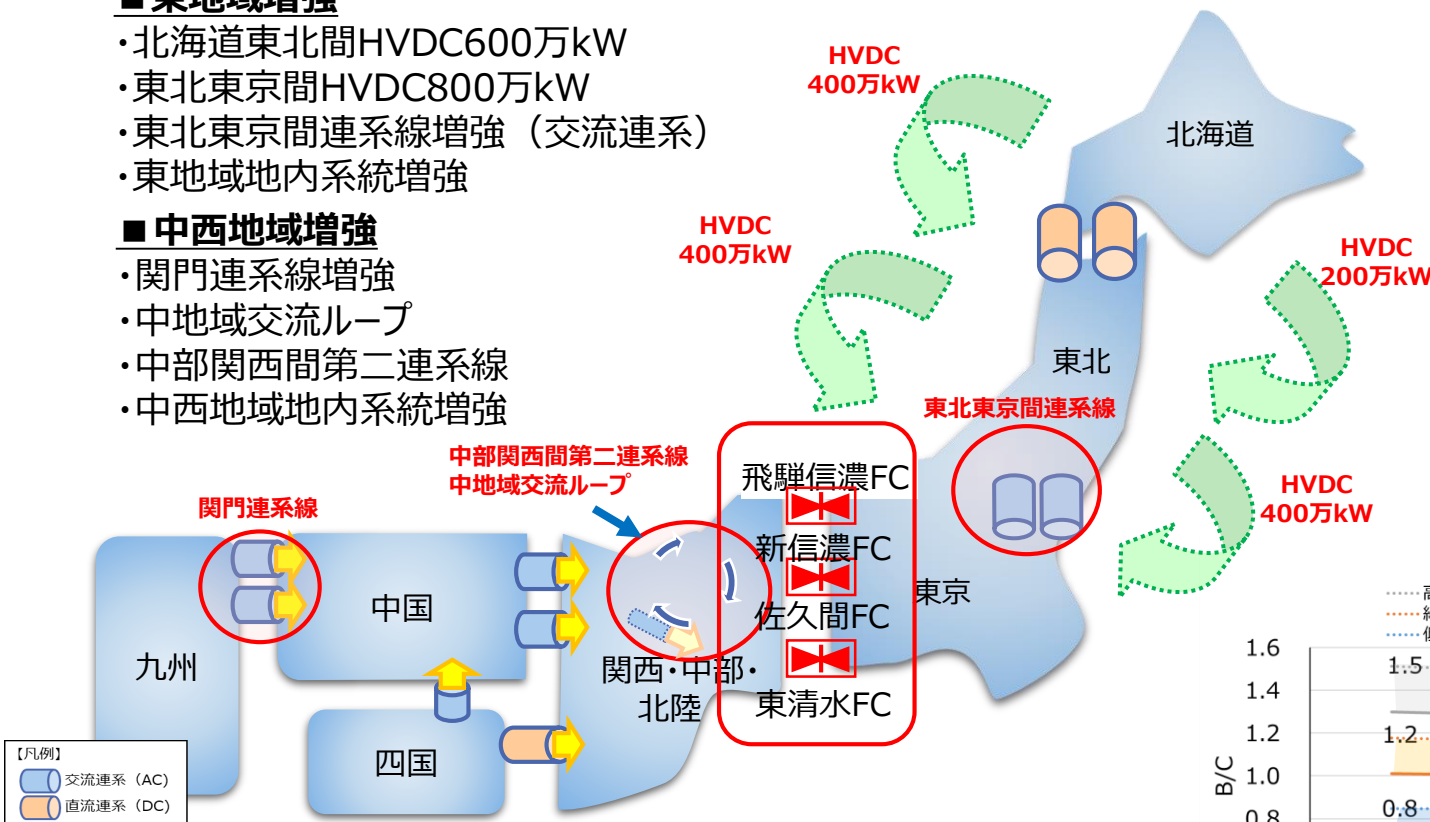 ■東地域増強
・北海道東北間HVDC600万kW
・東北東京間HVDC800万kW
・東北東京間連系線増強（交流連系）
・東地域地内系統増強
■中西地域増強
・関門連系線増強
・中地域交流ループ
・中部関西間第二連系線
・中西地域地内系統増強
HVDC
400万kW
北海道
HVDC
400万kW
HVDC
200万kW
東北
東北東京間連系線
HVDC
400万kW
中部関西間第二連系線
中地域交流ループ
関門連系線
飛騨信濃FC
新信濃FC
佐久間FC
東清水FC
東京
中国
九州
関西・中部・
北陸
四国
【凡例】
交流連系（AC)
直流連系（DC)
1.6
1.4
1.2
1.0
0.8
B/C
1.5
1.2
0.8